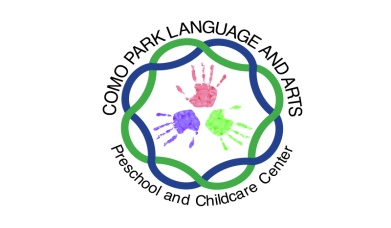 COMO PARK LANGUAGE AND ARTS
Preschool and Childcare Center